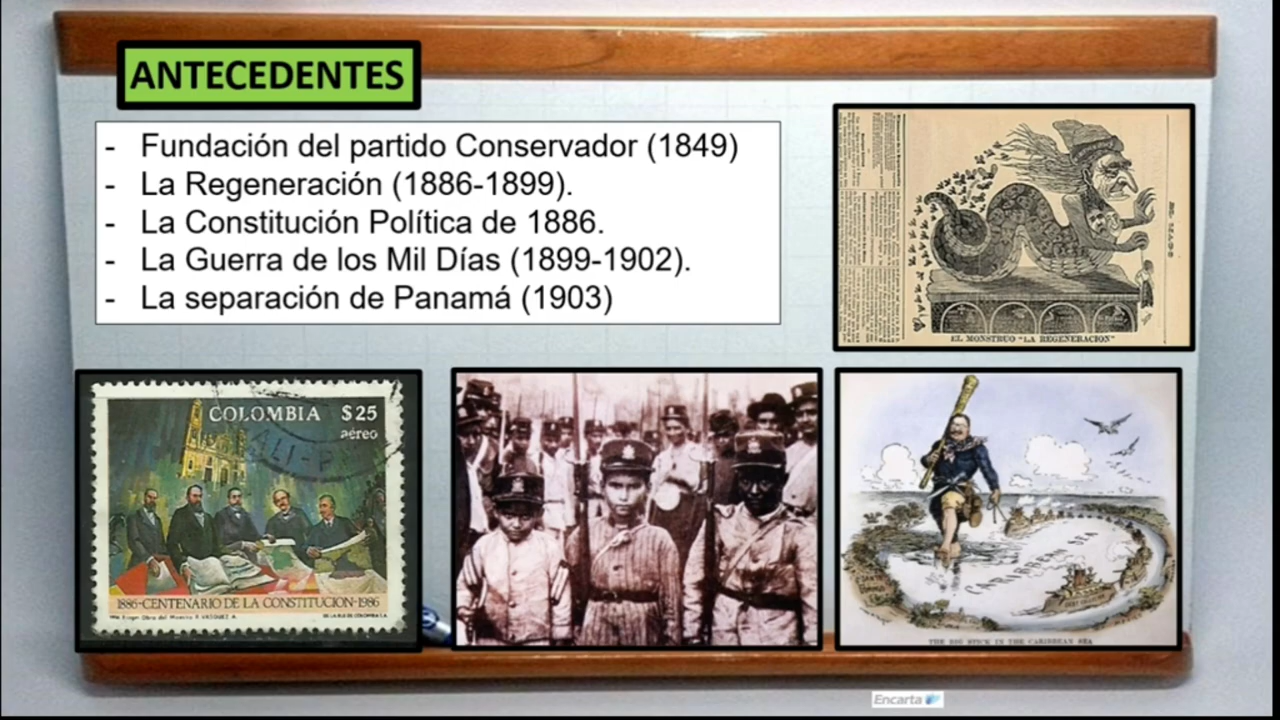 ANTECEDENTES
- Fundación del partido Conservador (1849)
- La Regeneración (1886-1899).
- La Constitución Política de 1886.
- La Guerra de los Mil Días (1899-1902).
- La separación de Panamá (1903)
EL MONSTRUO "LA REGENERACION"
COLOMBIA $25
aéreo
1886-CENTENARIO DE LA CONSTITUCION-1986
CARIBBEAN SEA
THE BIG STICK IN THE CARIBBEAN SEA
Encarta